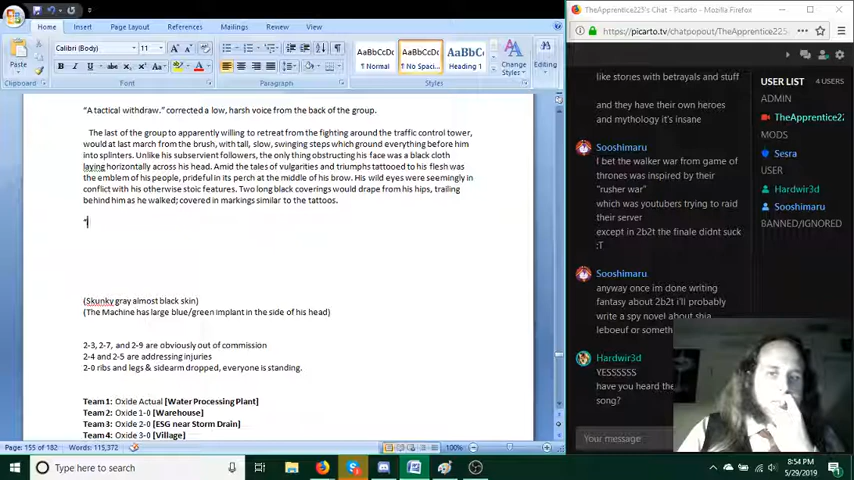 TheApprentice225's Chat - Picarto - Mozilla Firefox
Home
Insert
Page Layout
References
Mailings
Review
View
https://picarto.tv/chatpopout/TheApprentice225
Paste
Calibri (Body)
11
Clipboard
Font
Paragraph
AaBbCcDc AaBbCcDc AaBbCc
¶ Normal ¶ No Spaci... Heading 1
Change Styles
Styles
Editing
“A tactical withdraw.” corrected a low, harsh voice from the back of the group.
The last of the group to apparently willing to retreat from the fighting around the traffic control tower,
would at last march from the brush, with tall, slow, swinging steps which ground everything before him
into splinters. Unlike his subservient followers, the only thing obstructing his face was a black cloth
laying horizontally across his head. Amid the tales of vulgarities and triumphs tattooed to his flesh was
the emblem of his people, prideful in its perch at the middle of his brow. His wild eyes were seemingly in
conflict with his otherwise stoic features. Two long black coverings would drape from his hips, trailing
behind him as he walked; covered in markings similar to the tattoos.
“
(Skunky gray almost black skin)
(The Machine has large blue/green implant in the side of his head)
2-3, 2-7, and 2-9 are obviously out of commission
2-4 and 2-5 are addressing injuries
2-0 ribs and legs & sidearm dropped, everyone is standing.
Team 1: Oxide Actual [Water Processing Plant]
Team 2: Oxide 1-0 [Warehouse]
Team 3: Oxide 2-0 [ESG near Storm Drain]
Team 4: Oxide 3-0 [Village]
Page: 155 of 182
Words: 115,372
100%
like stories with betrayals and stuff
and they have their own heroes
and mythology it's insane
Sooshimaru
I bet the walker war from game of
thrones was inspired by their
"rusher war"
which was youtubers trying to raid
their server
except in 2b2t the finale didnt suck
:T
Sooshimaru
anyway once im done writing
fantasy about 2b2t i'll probably
write a spy novel about shia
leboeuf or someth
Hardwir3d
YESSSSSS
have you heard the
song?
Your message
USER LIST
4 USERS
ADMIN
TheApprentice
MODS
Sesra
Hardwir3d
Sooshimaru
BANNED/IGNORED
Type here to search
8:54 PM
5/29/2019